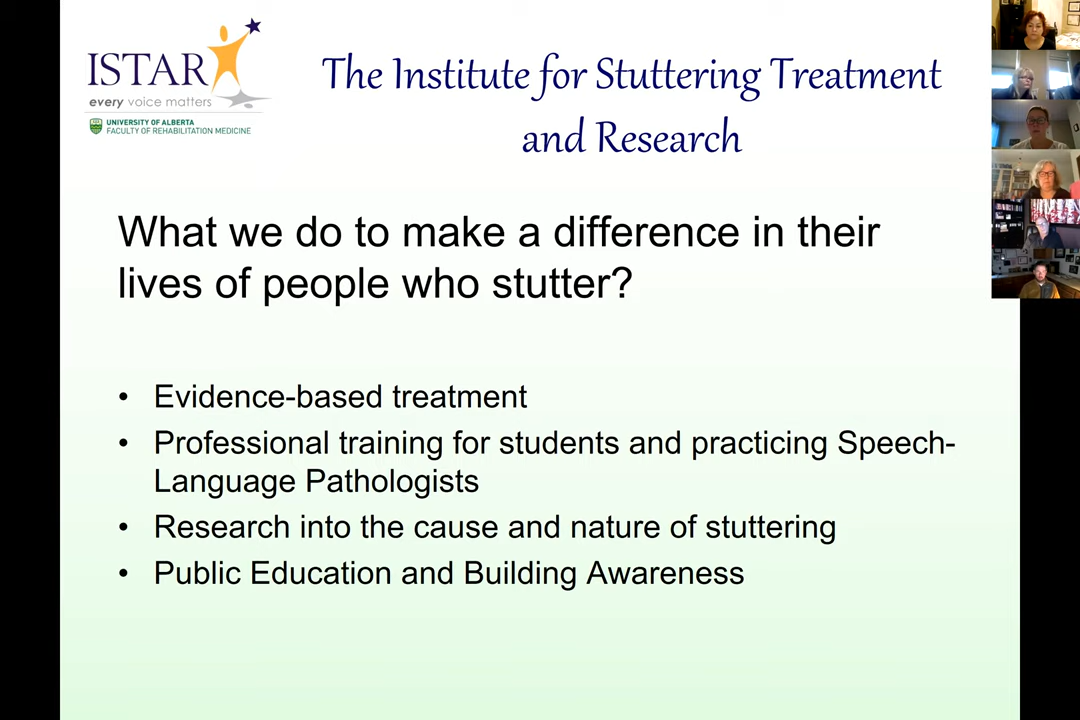 ISTAR
every voice matters
UNIVERSITY OF ALBERTA
FACULTY OF REHABILITATION MEDICINE
The Institute for Stuttering Treatment
and Research
What we do to make a difference in their
lives of people who stutter?
• Evidence-based treatment
• Professional training for students and practicing Speech-
Language Pathologists
• Research into the cause and nature of stuttering
• Public Education and Building Awareness